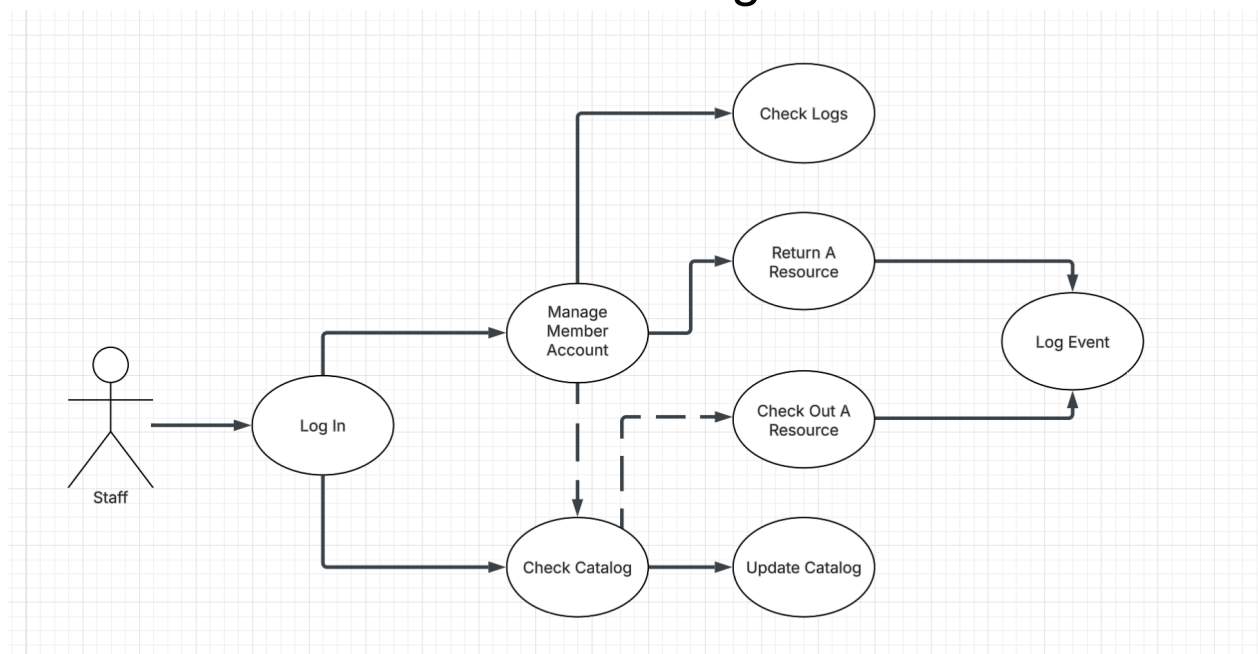 Check Logs
Return A
Resource
Manage
Member
Account
Log Event
Check Out A
Resource
Log In
Staff
Check Catalog
Update Catalog